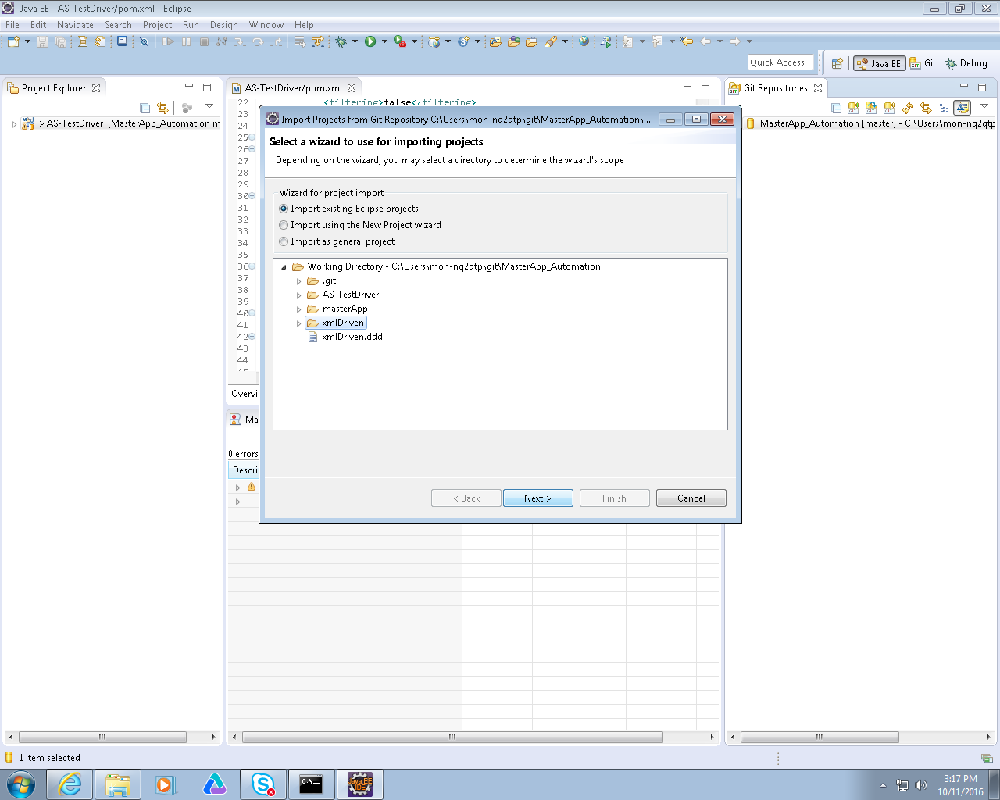 Java EE - AS-TestDriver/pom.xml - Eclipse
File Edit Navigate Search Project Run Design Window Help
Quick Access
Java EE
Git
Debug
Project Explorer
> AS-TestDriver [MasterApp_Automation m
AS-TestDriver/pom.xml
22 <filtering>false</filtering>
23
24
25
26
27
28
29
30
31
32
33
34
35
36
37
38
39
40
41
42
43
44
45
Overvi
Ma
0 errors
Descri
Import Projects from Git Repository C:\Users\mon-nq2qtp\git\MasterApp_Automation\....
Select a wizard to use for importing projects
Depending on the wizard, you may select a directory to determine the wizard's scope
Wizard for project import
Import existing Eclipse projects
Import using the New Project wizard
Import as general project
Working Directory - C:\Users\mon-nq2qtp\git\MasterApp_Automation
.git
AS-TestDriver
masterApp
xmlDriven
xmlDriven.ddd
< Back
Next >
Finish
Cancel
Git Repositories
MasterApp_Automation [master] - C:\Users\mon-nq2qtp
1 item selected
C:\_
Java EE
IDE
3:17 PM
10/11/2016